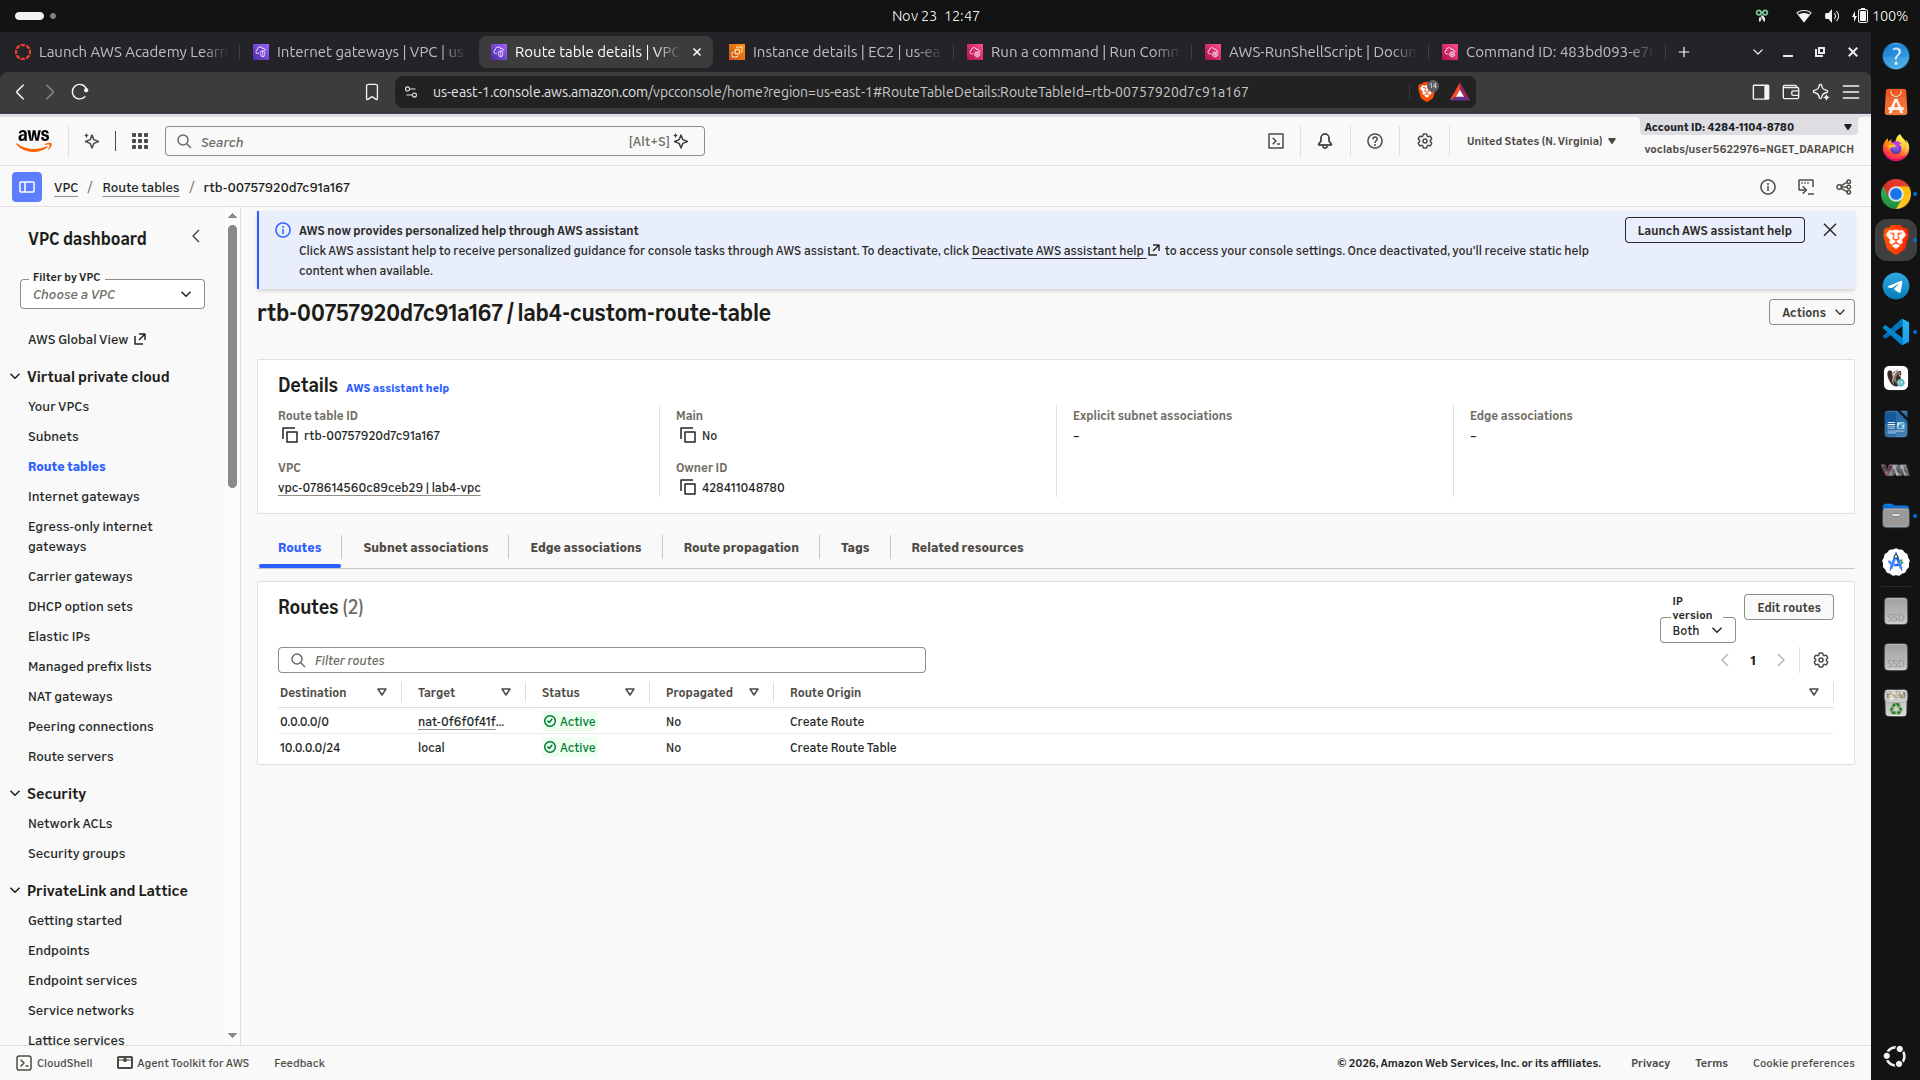 Nov 23 12:47
100%
Launch AWS Academy Learn
Internet gateways | VPC | us-
Route table details | VPC
Instance details | EC2 | us-ea
Run a command | Run Comm
AWS-RunShellScript | Docum
Command ID: 483bd093-e70
us-east-1.console.aws.amazon.com/vpcconsole/home?region=us-east-1#RouteTableDetails:RouteTableId=rtb-00757920d7c91a167
14
aws
Search
[Alt+S]
United States (N. Virginia)
Account ID: 4284-1104-8780
voclabs/user5622976=NGET_DARAPICH
VPC / Route tables / rtb-00757920d7c91a167
VPC dashboard
Filter by VPC
Choose a VPC
AWS Global View
Virtual private cloud
Your VPCs
Subnets
Route tables
Internet gateways
Egress-only internet
gateways
Carrier gateways
DHCP option sets
Elastic IPs
Managed prefix lists
NAT gateways
Peering connections
Route servers
Security
Network ACLs
Security groups
PrivateLink and Lattice
Getting started
Endpoints
Endpoint services
Service networks
Lattice services
AWS now provides personalized help through AWS assistant
Click AWS assistant help to receive personalized guidance for console tasks through AWS assistant. To deactivate, click Deactivate AWS assistant help to access your console settings. Once deactivated, you'll receive static help
content when available.
Launch AWS assistant help
rtb-00757920d7c91a167 / lab4-custom-route-table
Actions
Details AWS assistant help
Route table ID
rtb-00757920d7c91a167
Main
No
Explicit subnet associations
–
Edge associations
–
VPC
vpc-078614560c89ceb29 | lab4-vpc
Owner ID
428411048780
Routes
Subnet associations
Edge associations
Route propagation
Tags
Related resources
Routes (2)
IP
version
Both
Edit routes
Filter routes
1
Destination Target Status Propagated Route Origin
0.0.0.0/0 nat-0f6f0f41f... Active No Create Route
10.0.0.0/24 local Active No Create Route Table
CloudShell
Agent Toolkit for AWS
Feedback
© 2026, Amazon Web Services, Inc. or its affiliates.
Privacy
Terms
Cookie preferences
SSD
SSD